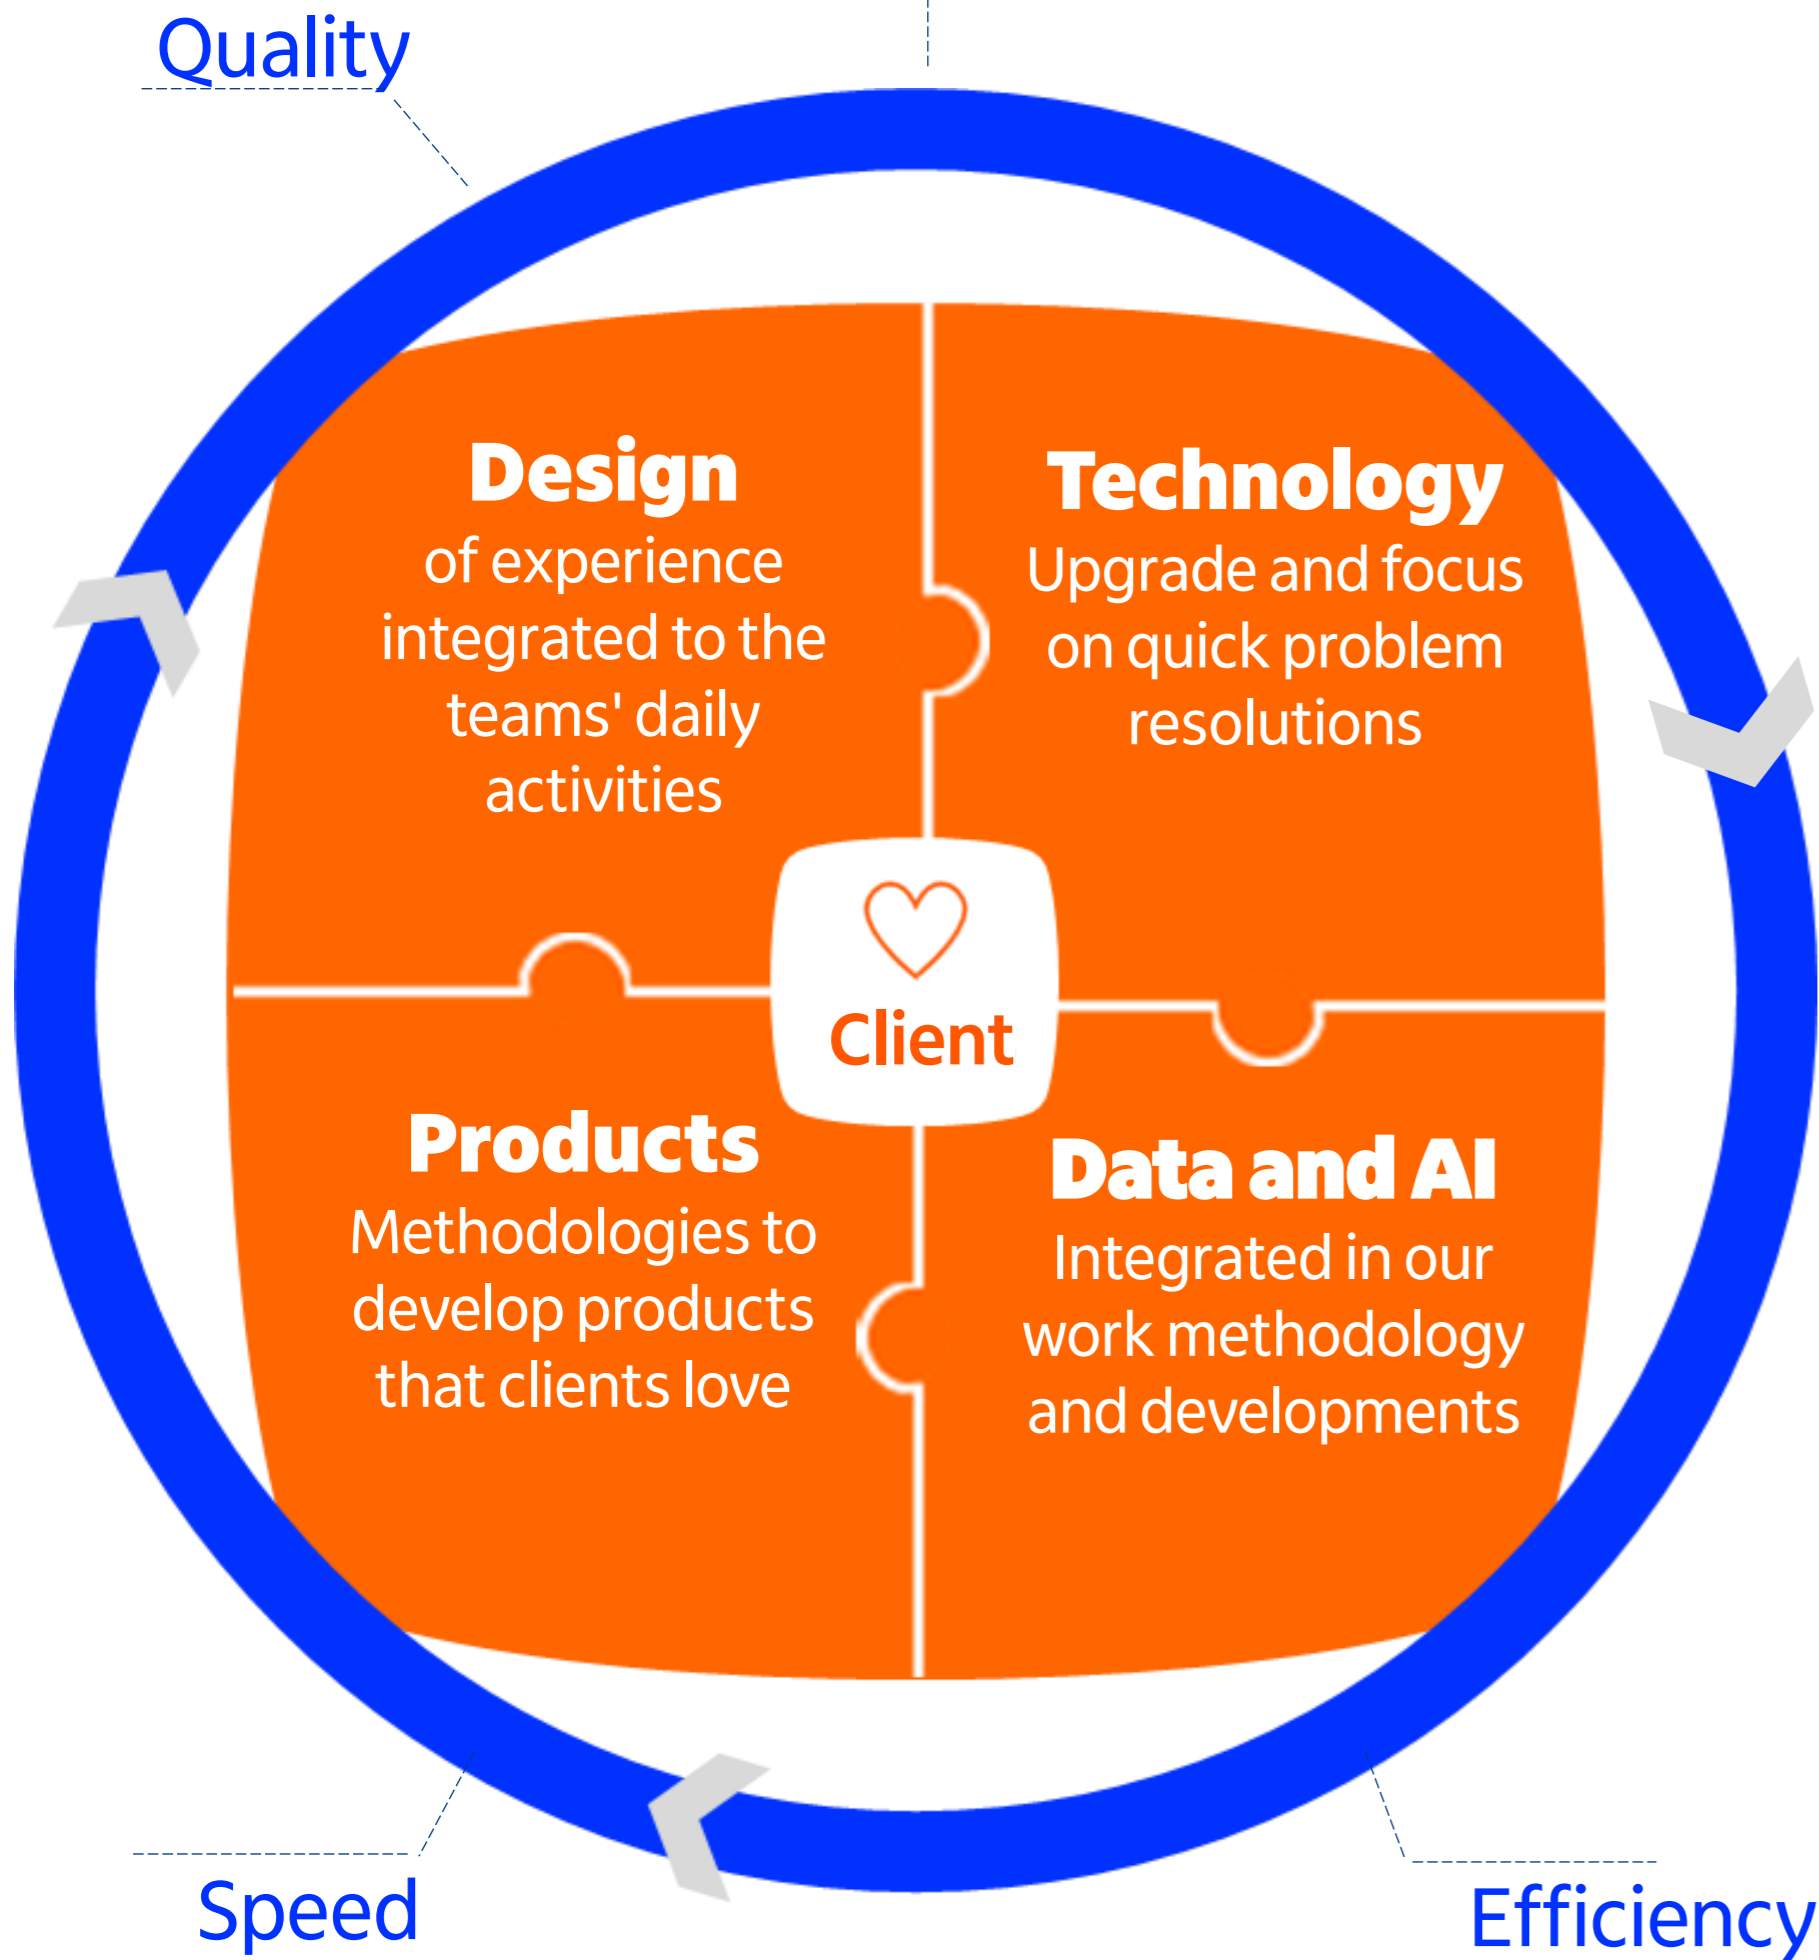 Quality
Design
of experience
integrated to the
teams' daily
activities
Technology
Upgrade and focus
on quick problem
resolutions
Client
Products
Methodologies to
develop products
that clients love
Data and AI
Integrated in our
work methodology
and developments
Speed
Efficiency